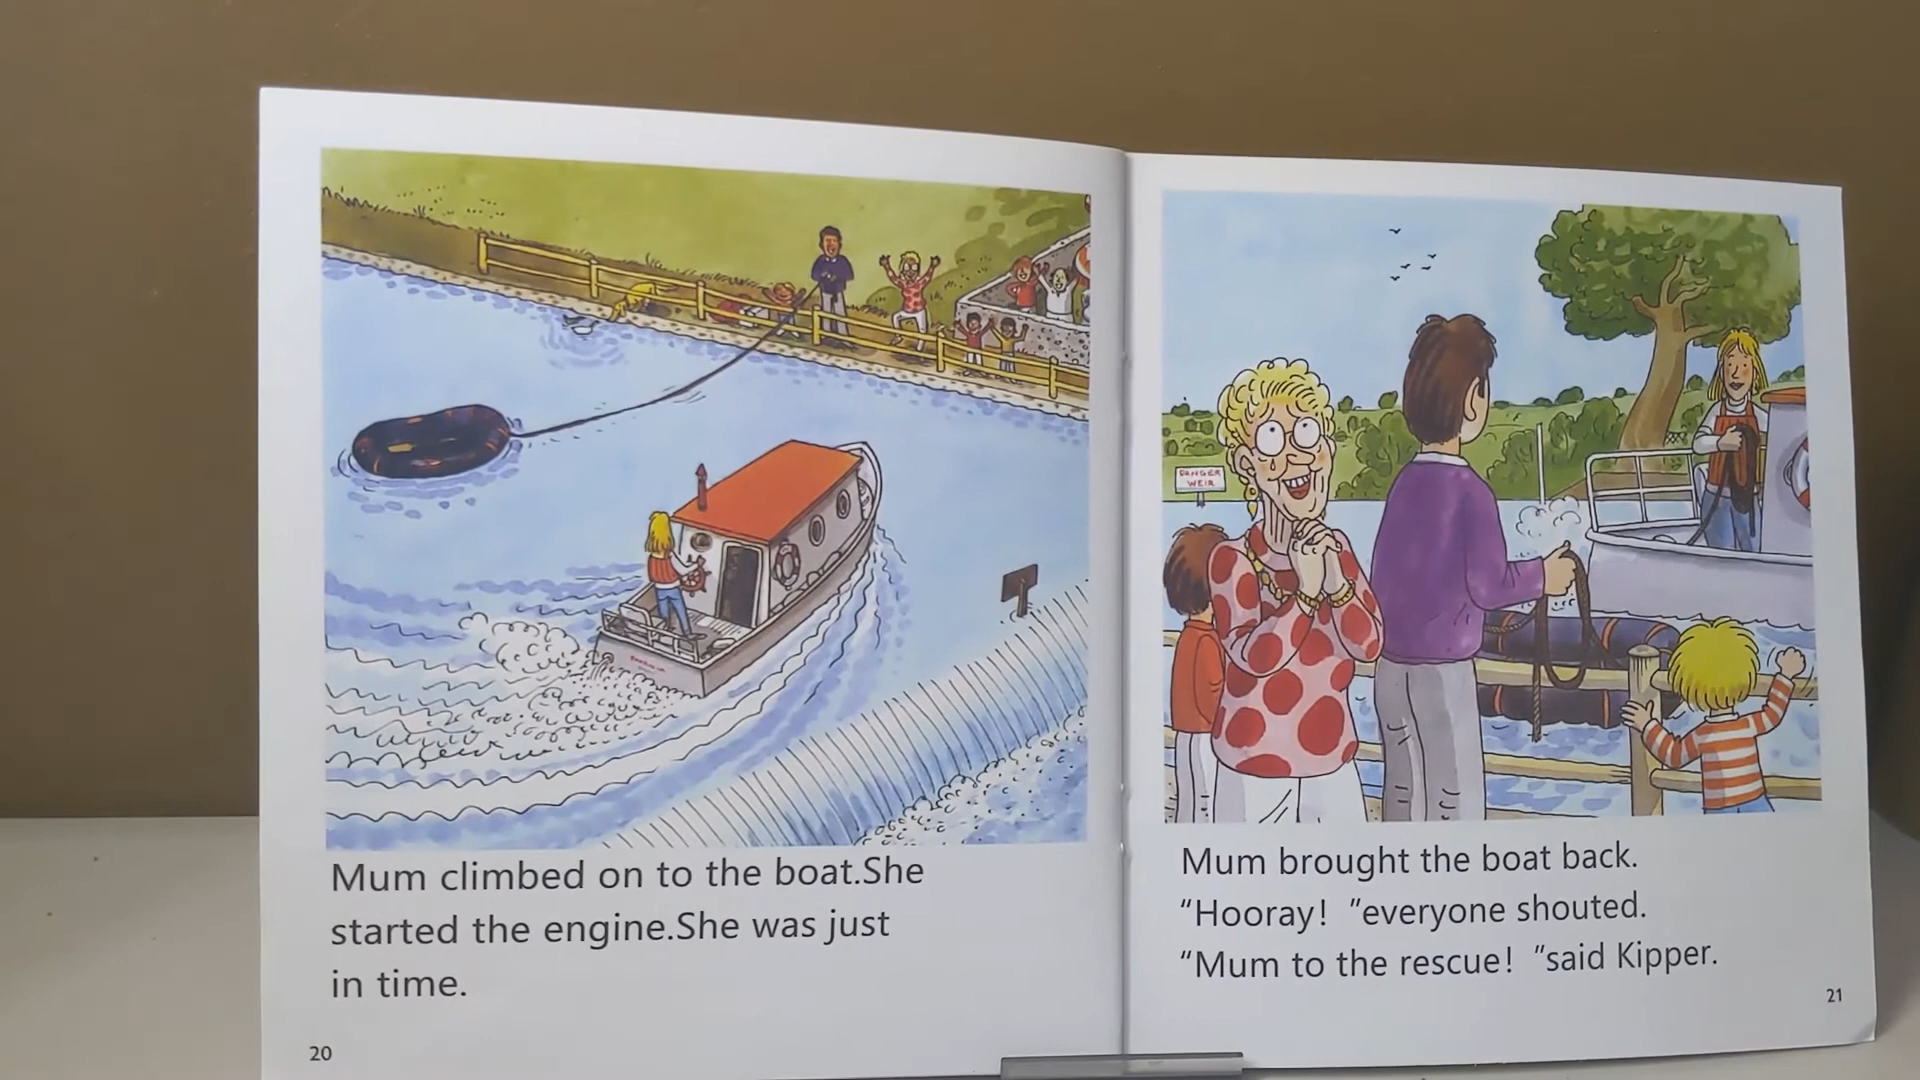 Mum climbed on to the boat.She
started the engine.She was just
in time.
20
DANGER
WEIR
Mum brought the boat back.
“Hooray! ”everyone shouted.
“Mum to the rescue! ”said Kipper.
21